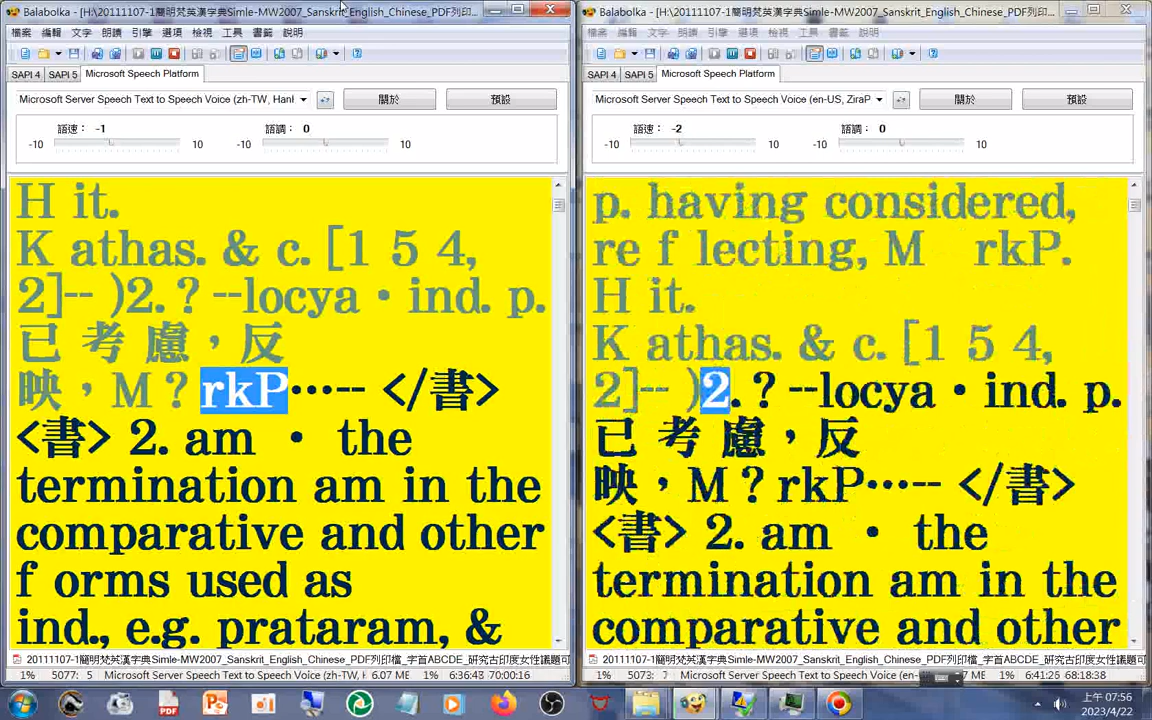 Balabolka - [H:\20111107-1簡明梵英漢字典Simle-MW2007_Sanskrit_English_Chinese_PDF列印...
檔案 編輯 文字 朗讀 引擎 選項 檢視 工具 書籤 說明
SAPI 4 SAPI 5 Microsoft Speech Platform
Microsoft Server Speech Text to Speech Voice (zh-TW, Hanl
關於 預設
語速： -1 語調： 0
-10 10 -10 10
H it.
K athas. & c. [1 5 4,
2]-- )2. ? --locya • ind. p.
已 考 慮，反
映，M ? rkP…-- </書>
<書> 2. am • the
termination am in the
comparative and other
f orms used as
ind., e.g. prataram, &
20111107-1簡明梵英漢字典Simle-MW2007_Sanskrit_English_Chinese_PDF列印檔_字首ABCDE_研究古印度女性議題可
1% 5077: 5 Microsoft Server Speech Text to Speech Voice (zh-TW, H 6.07 MB 1% 6:36:43 70:00:16
Balabolka - [H:\20111107-1簡明梵英漢字典Simle-MW2007_Sanskrit_English_Chinese_PDF列印...
檔案 編輯 文字 朗讀 引擎 選項 檢視 工具 書籤 說明
SAPI 4 SAPI 5 Microsoft Speech Platform
Microsoft Server Speech Text to Speech Voice (en-US, ZiraP
關於 預設
語速： -2 語調： 0
-10 10 -10 10
p. having considered,
re f lecting, M rkP.
H it.
K athas. & c. [1 5 4,
2]-- )2. ? --locya • ind. p.
已 考 慮，反
映，M ? rkP…-- </書>
<書> 2. am • the
termination am in the
comparative and other
20111107-1簡明梵英漢字典Simle-MW2007_Sanskrit_English_Chinese_PDF列印檔_字首ABCDE_研究古印度女性議題可
1% 5073: Microsoft Server Speech Text to Speech Voice (en-US, 1% 6:41:25 68:18:38
上午 07:56
2023/4/22